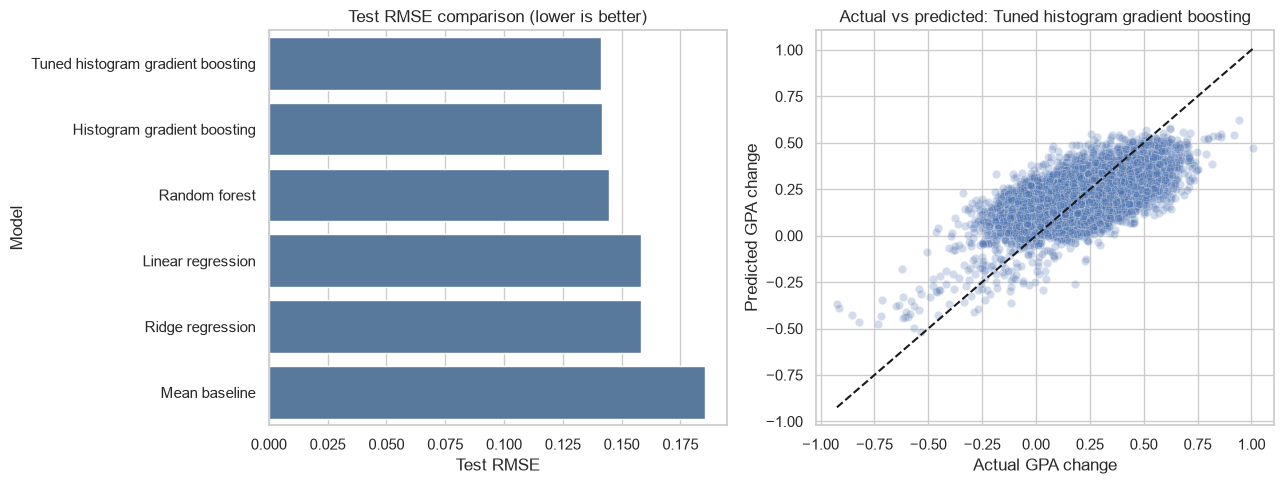 Test RMSE comparison (lower is better)
Model
Tuned histogram gradient boosting
Histogram gradient boosting
Random forest
Linear regression
Ridge regression
Mean baseline
0.000 0.025 0.050 0.075 0.100 0.125 0.150 0.175
Test RMSE
Actual vs predicted: Tuned histogram gradient boosting
Predicted GPA change
1.00
0.75
0.50
0.25
0.00
−0.25
−0.50
−0.75
−1.00
−1.00 −0.75 −0.50 −0.25 0.00 0.25 0.50 0.75 1.00
Actual GPA change